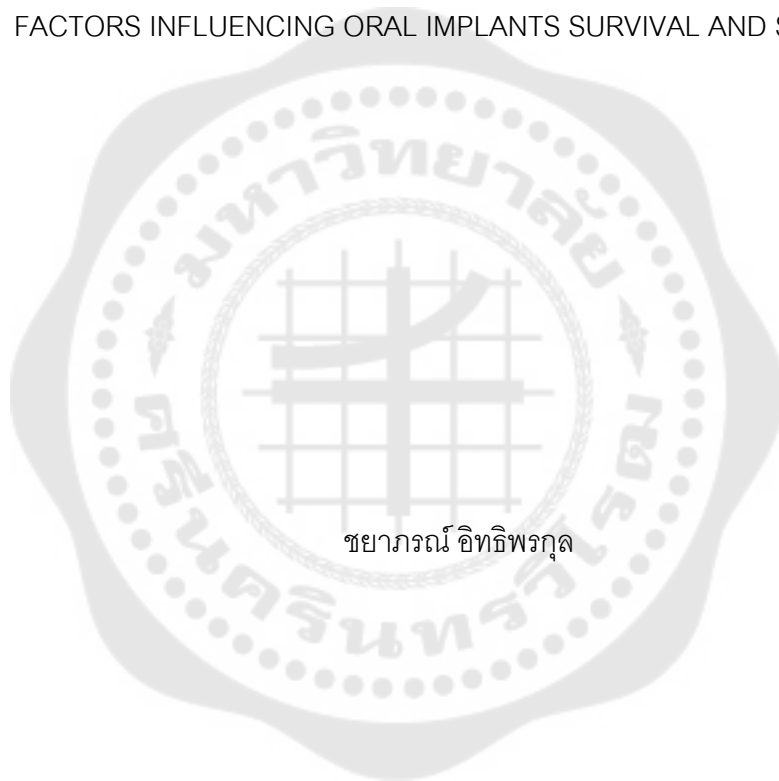 FACTORS INFLUENCING ORAL IMPLANTS SURVIVAL AND
มหาวิทยาลัย
ชยาภรณ์ อิทธิพรกุล
ศรีนครินทรวิโรฒ